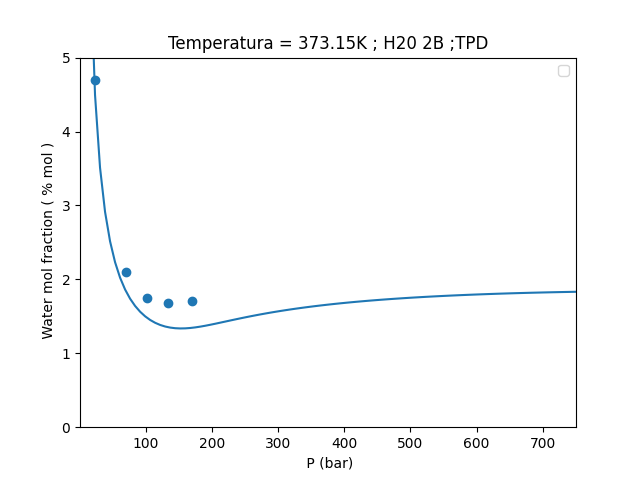 Temperatura = 373.15K ; H20 2B ;TPD
5
4
3
2
1
0
Water mol fraction ( % mol )
100 200 300 400 500 600 700
P (bar)